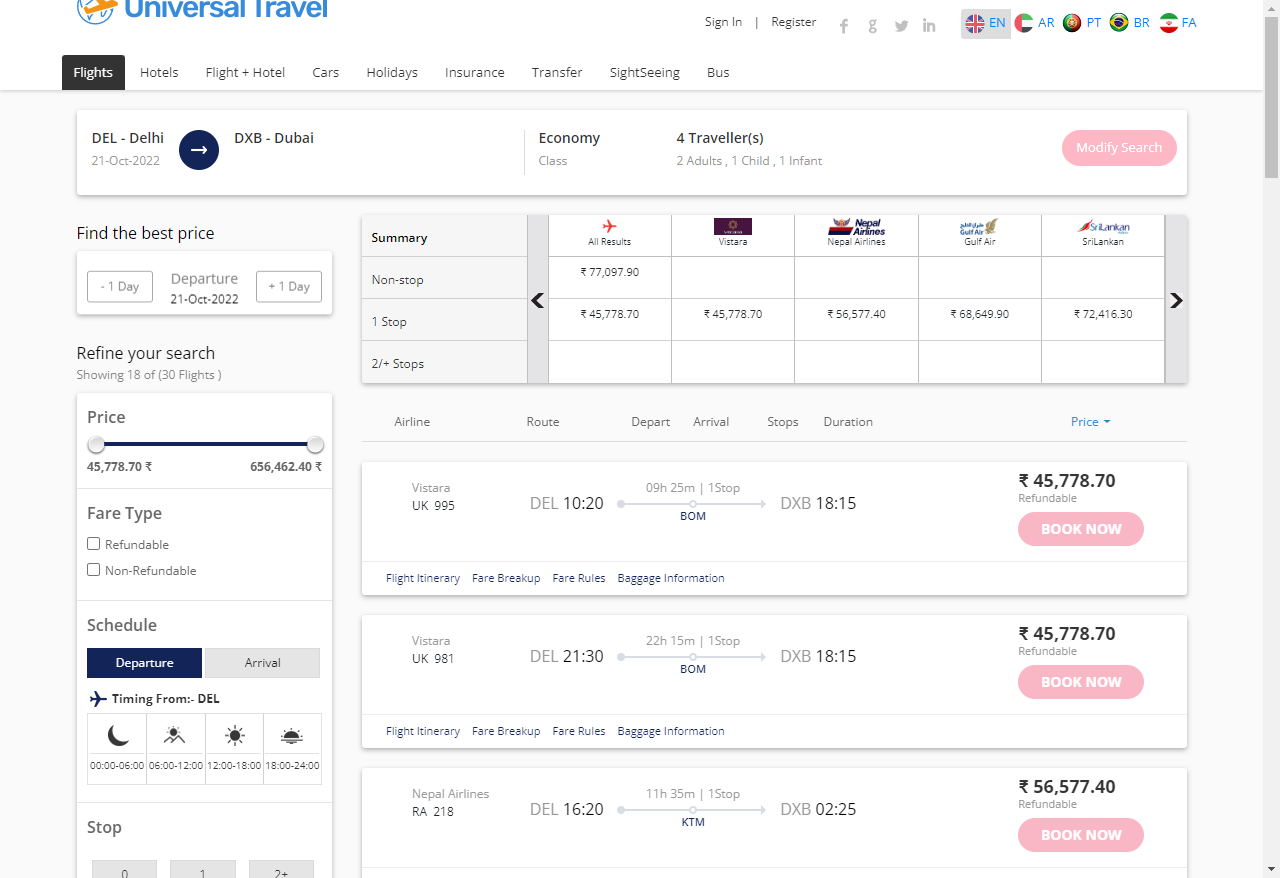 Universal Travel
Sign In | Register
EN AR PT BR FA
Flights Hotels Flight + Hotel Cars Holidays Insurance Transfer SightSeeing Bus
DEL - Delhi → DXB - Dubai Economy 4 Traveller(s) Modify Search
21-Oct-2022 Class 2 Adults , 1 Child , 1 Infant
Find the best price
- 1 Day Departure + 1 Day
21-Oct-2022
Refine your search
Showing 18 of (30 Flights )
Price
45,778.70 ₹ 656,462.40 ₹
Fare Type
Refundable
Non-Refundable
Schedule
Departure Arrival
Timing From:- DEL
00:00-06:00 06:00-12:00 12:00-18:00 18:00-24:00
Stop
0 1 2+
Summary All Results Vistara Nepal Airlines Nepal Airlines Gulf Air Gulf Air SriLankan SriLankan
Non-stop ₹ 77,097.90
1 Stop ₹ 45,778.70 ₹ 45,778.70 ₹ 56,577.40 ₹ 68,649.90 ₹ 72,416.30
2/+ Stops
Airline Route Depart Arrival Stops Duration Price
Vistara 09h 25m | 1Stop ₹ 45,778.70
UK 995 DEL 10:20 DXB 18:15 Refundable
BOM BOOK NOW
Flight Itinerary Fare Breakup Fare Rules Baggage Information
Vistara 22h 15m | 1Stop ₹ 45,778.70
UK 981 DEL 21:30 DXB 18:15 Refundable
BOM BOOK NOW
Flight Itinerary Fare Breakup Fare Rules Baggage Information
Nepal Airlines 11h 35m | 1Stop ₹ 56,577.40
RA 218 DEL 16:20 DXB 02:25 Refundable
KTM BOOK NOW